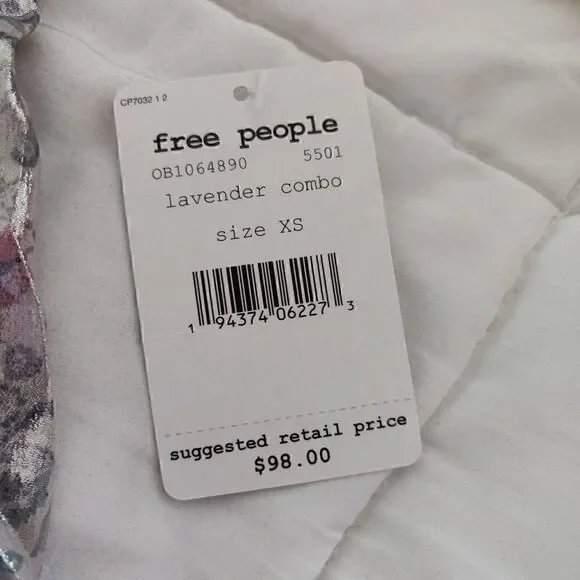 CP7032 1 2
free people
OB1064890 5501
lavender combo
size XS
1 94374 06227 3
suggested retail price
$98.00